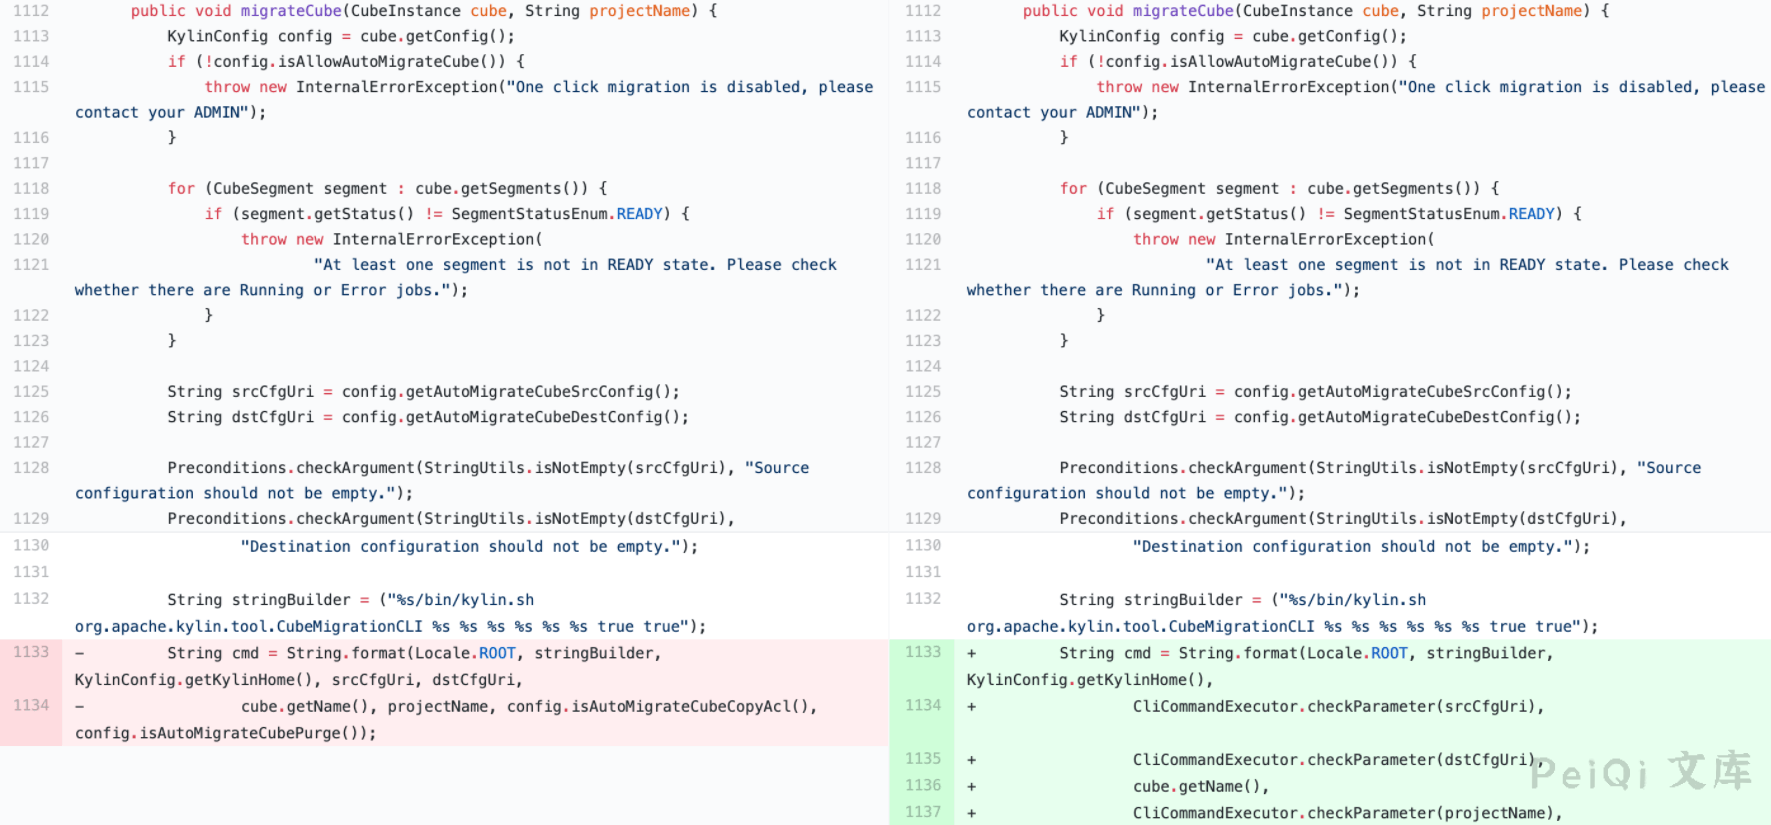 1112 public void migrateCube(CubeInstance cube, String projectName) {
1113 KylinConfig config = cube.getConfig();
1114 if (!config.isAllowAutoMigrateCube()) {
1115 throw new InternalErrorException("One click migration is disabled, please
contact your ADMIN");
1116 }
1117
1118 for (CubeSegment segment : cube.getSegments()) {
1119 if (segment.getStatus() != SegmentStatusEnum.READY) {
1120 throw new InternalErrorException(
1121 "At least one segment is not in READY state. Please check
whether there are Running or Error jobs.");
1122 }
1123 }
1124
1125 String srcCfgUri = config.getAutoMigrateCubeSrcConfig();
1126 String dstCfgUri = config.getAutoMigrateCubeDestConfig();
1127
1128 Preconditions.checkArgument(StringUtils.isNotEmpty(srcCfgUri), "Source
configuration should not be empty.");
1129 Preconditions.checkArgument(StringUtils.isNotEmpty(dstCfgUri),
1130 "Destination configuration should not be empty.");
1131
1132 String stringBuilder = ("%s/bin/kylin.sh
org.apache.kylin.tool.CubeMigrationCLI %s %s %s %s %s %s true true");
1133 - String cmd = String.format(Locale.ROOT, stringBuilder,
KylinConfig.getKylinHome(), srcCfgUri, dstCfgUri,
1134 - cube.getName(), projectName, config.isAutoMigrateCubeCopyAcl(),
config.isAutoMigrateCubePurge());
1112 public void migrateCube(CubeInstance cube, String projectName) {
1113 KylinConfig config = cube.getConfig();
1114 if (!config.isAllowAutoMigrateCube()) {
1115 throw new InternalErrorException("One click migration is disabled, please
contact your ADMIN");
1116 }
1117
1118 for (CubeSegment segment : cube.getSegments()) {
1119 if (segment.getStatus() != SegmentStatusEnum.READY) {
1120 throw new InternalErrorException(
1121 "At least one segment is not in READY state. Please check
whether there are Running or Error jobs.");
1122 }
1123 }
1124
1125 String srcCfgUri = config.getAutoMigrateCubeSrcConfig();
1126 String dstCfgUri = config.getAutoMigrateCubeDestConfig();
1127
1128 Preconditions.checkArgument(StringUtils.isNotEmpty(srcCfgUri), "Source
configuration should not be empty.");
1129 Preconditions.checkArgument(StringUtils.isNotEmpty(dstCfgUri),
1130 "Destination configuration should not be empty.");
1131
1132 String stringBuilder = ("%s/bin/kylin.sh
org.apache.kylin.tool.CubeMigrationCLI %s %s %s %s %s %s true true");
1133 + String cmd = String.format(Locale.ROOT, stringBuilder,
KylinConfig.getKylinHome(),
1134 + CliCommandExecutor.checkParameter(srcCfgUri),
1135 + CliCommandExecutor.checkParameter(dstCfgUri),
1136 + cube.getName(),
1137 + CliCommandExecutor.checkParameter(projectName),
PeiQi 文库